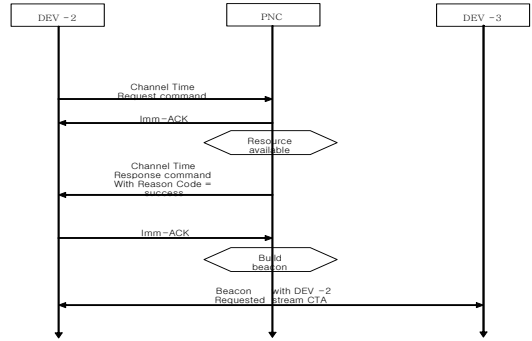 DEV-2
PNC
DEV-3
Channel Time
Request command
Imm-ACK
Resource
available
Channel Time
Response command
With Reason Code =
success
Imm-ACK
Build
beacon
Beacon with DEV-2
Requested stream CTA